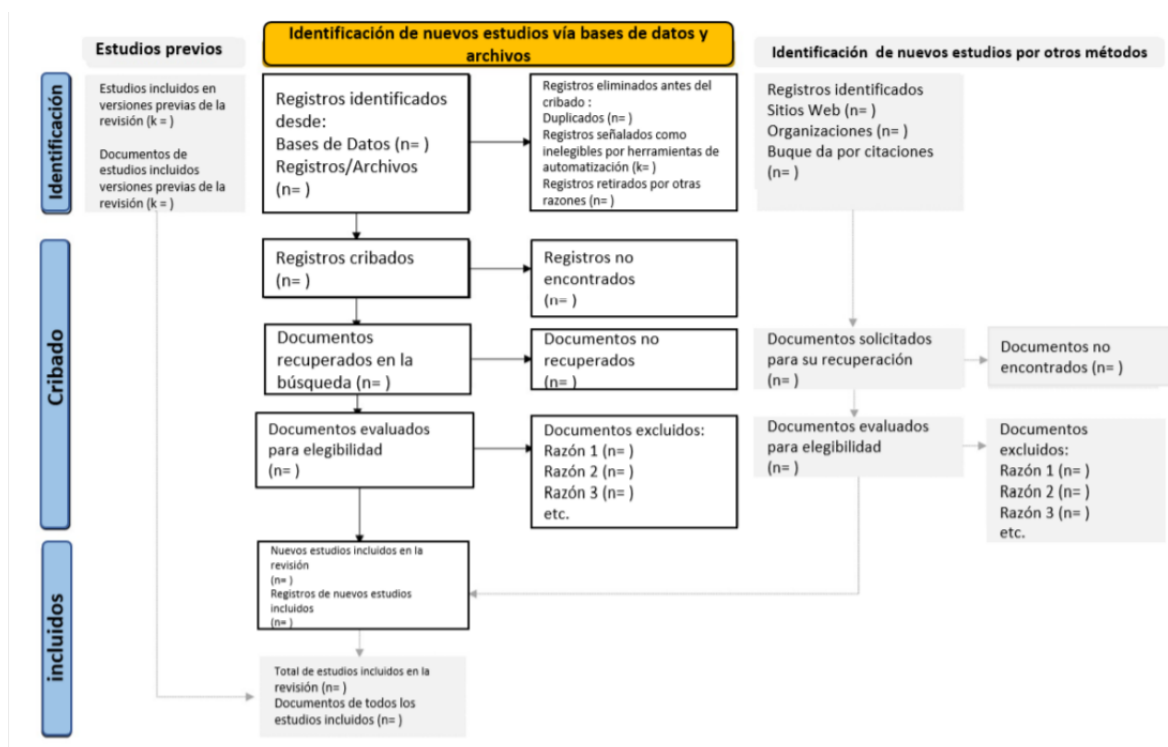 Estudios previos
Identificación de nuevos estudios vía bases de datos y
archivos
Identificación de nuevos estudios por otros métodos
Identificación
Estudios incluidos en
versiones previas de la
revisión (k = )
Documentos de
estudios incluidos
versiones previas de la
revisión (k = )
Registros identificados
desde:
Bases de Datos (n= )
Registros/Archivos
(n= )
Registros eliminados antes del
cribado :
Duplicados (n= )
Registros señalados como
inelegibles por herramientas de
automatización (k= )
Registros retirados por otras
razones (n= )
Registros identificados
Sitios Web (n= )
Organizaciones (n= )
Buque da por citaciones
(n= )
Cribado
Registros cribados
(n= )
Registros no
encontrados
(n= )
Documentos
recuperados en la
búsqueda (n= )
Documentos no
recuperados
(n= )
Documentos solicitados
para su recuperación
(n= )
Documentos no
encontrados (n= )
Documentos evaluados
para elegibilidad
(n= )
Documentos excluidos:
Razón 1 (n= )
Razón 2 (n= )
Razón 3 (n= )
etc.
Documentos evaluados
para elegibilidad
(n= )
Documentos
excluidos:
Razón 1 (n= )
Razón 2 (n= )
Razón 3 (n= )
etc.
incluidos
Nuevos estudios incluidos en la
revisión
(n= )
Registros de nuevos estudios
incluidos
(n= )
Total de estudios incluidos en la
revisión (n= )
Documentos de todos los
estudios incluidos (n= )